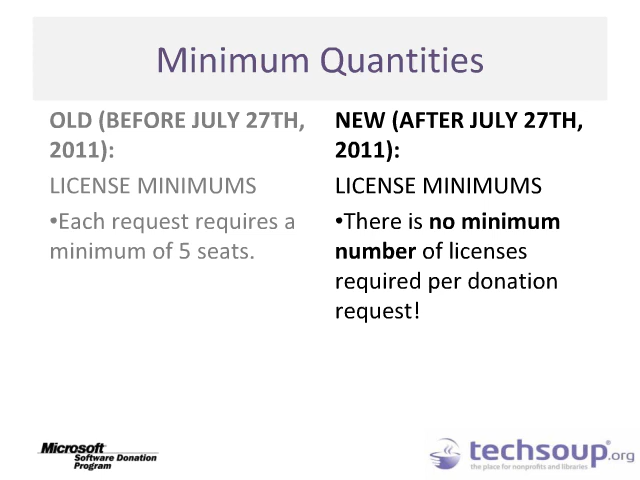 Minimum Quantities
OLD (BEFORE JULY 27TH,
2011):
LICENSE MINIMUMS
•Each request requires a
minimum of 5 seats.
NEW (AFTER JULY 27TH,
2011):
LICENSE MINIMUMS
•There is no minimum
number of licenses
required per donation
request!
Microsoft
Software Donation
Program
techsoup®.org
the place for nonprofits and libraries